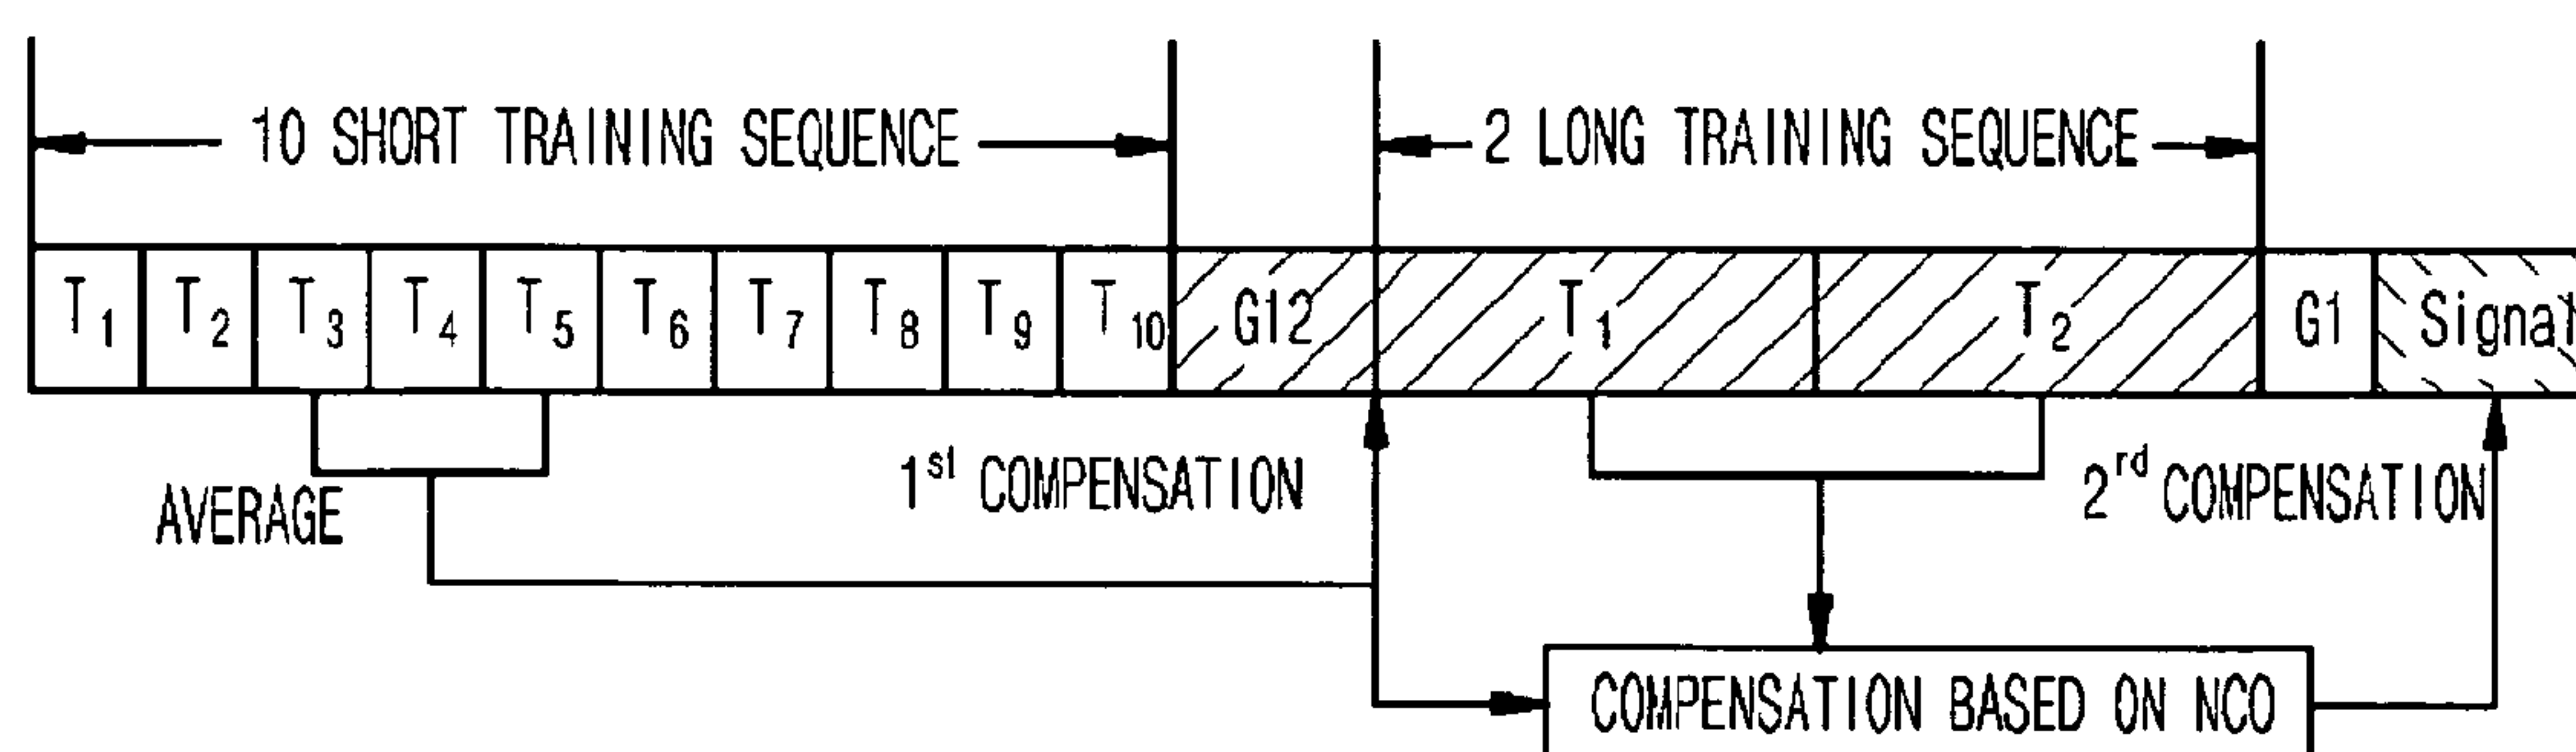 10 SHORT TRAINING SEQUENCE
2 LONG TRAINING SEQUENCE
T1 T2 T3 T4 T5 T6 T7 T8 T9 T10 G12 T1 T2 G1 Signal
AVERAGE
1st COMPENSATION
2rd COMPENSATION
COMPENSATION BASED ON NCO